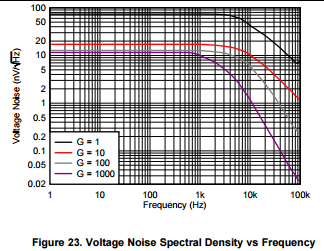 100
50
20
10
5
2
1
0.5
0.2
0.1
0.05
0.02
Voltage Noise (nV/√Hz)
G = 1
G = 10
G = 100
G = 1000
1 10 100 1k 10k 100k
Frequency (Hz)
Figure 23. Voltage Noise Spectral Density vs Frequency